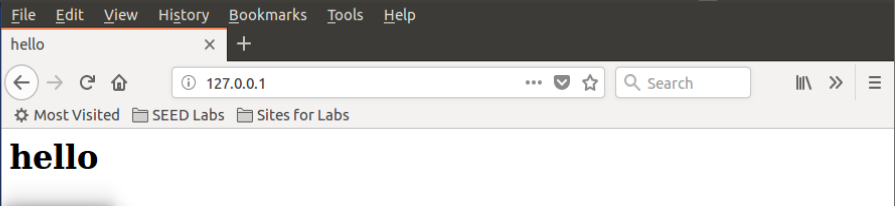 File Edit View History Bookmarks Tools Help
hello
127.0.0.1 Search
Most Visited SEED Labs Sites for Labs
hello